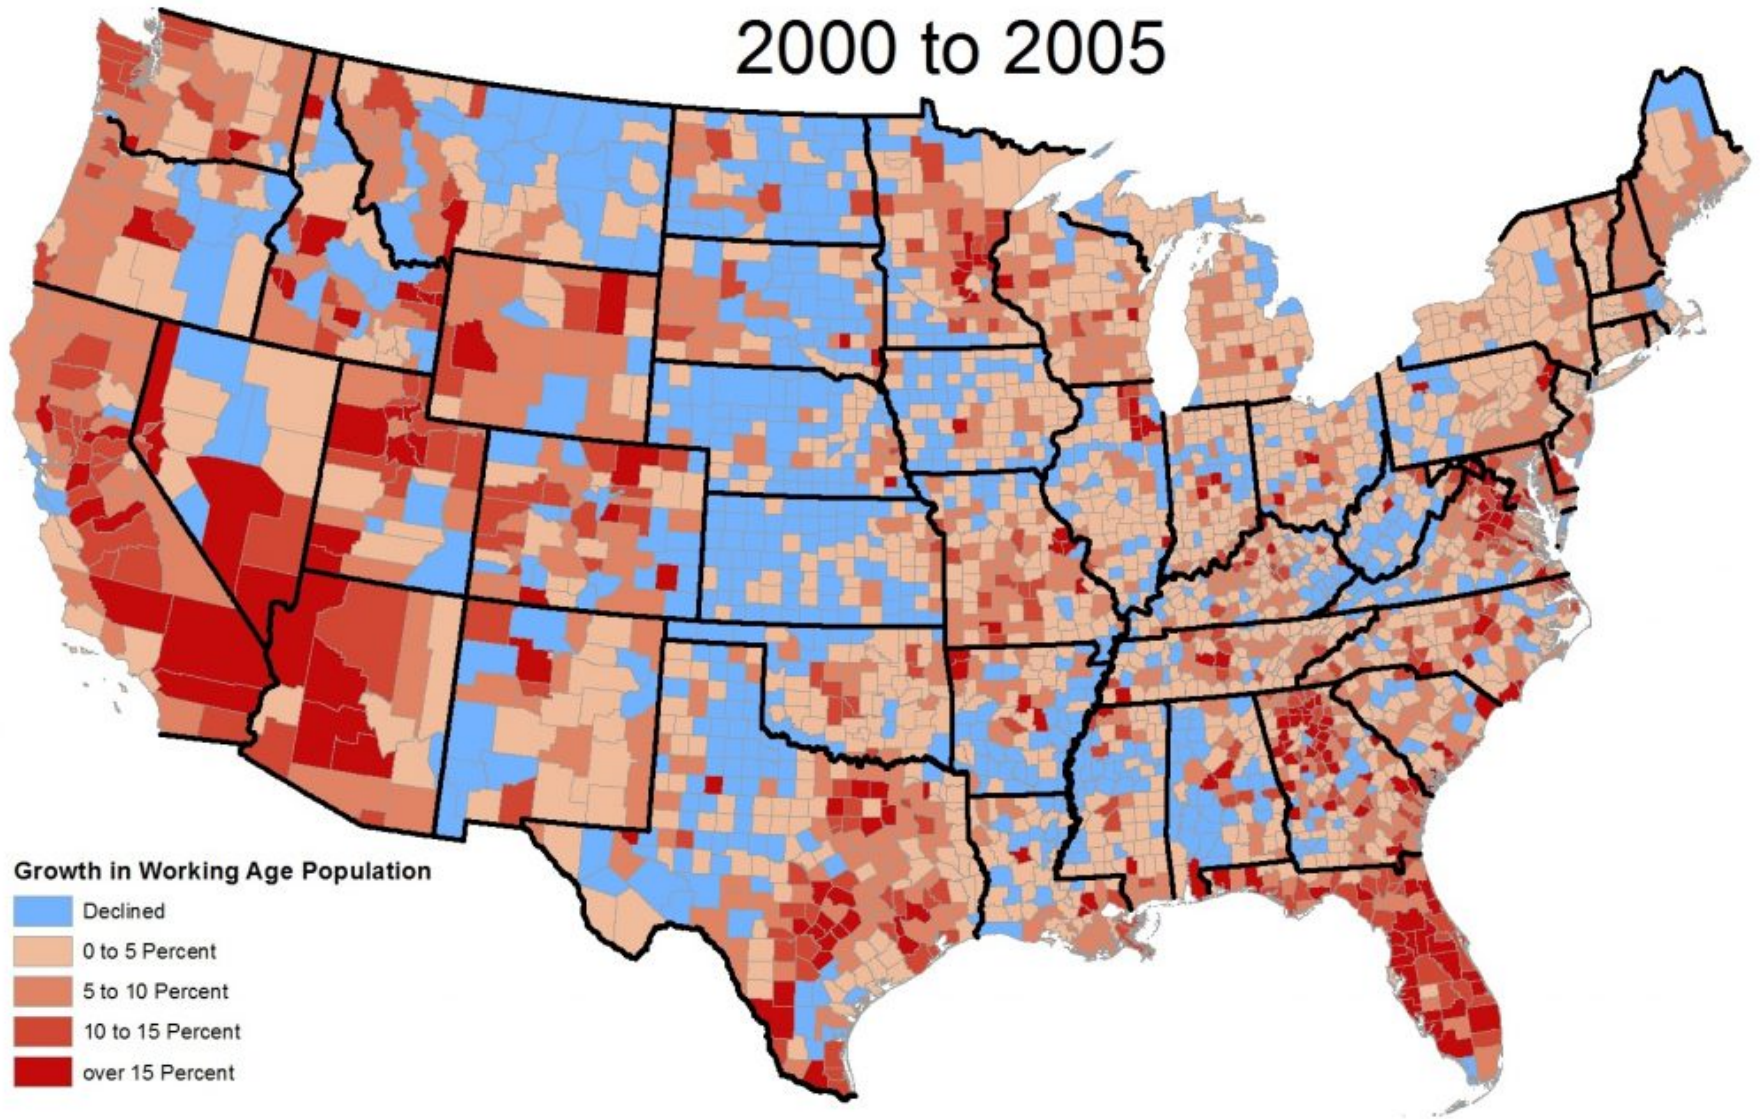 2000 to 2005
Growth in Working Age Population
Declined
0 to 5 Percent
5 to 10 Percent
10 to 15 Percent
over 15 Percent